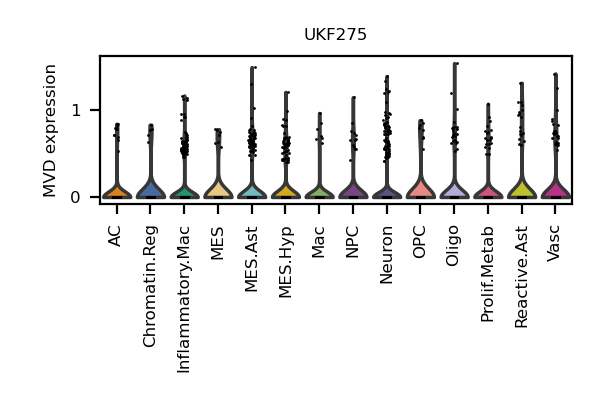 UKF275
MVD expression
1
0
AC
Chromatin.Reg
Inflammatory.Mac
MES
MES.Ast
MES.Hyp
Mac
NPC
Neuron
OPC
Oligo
Prolif.Metab
Reactive.Ast
Vasc